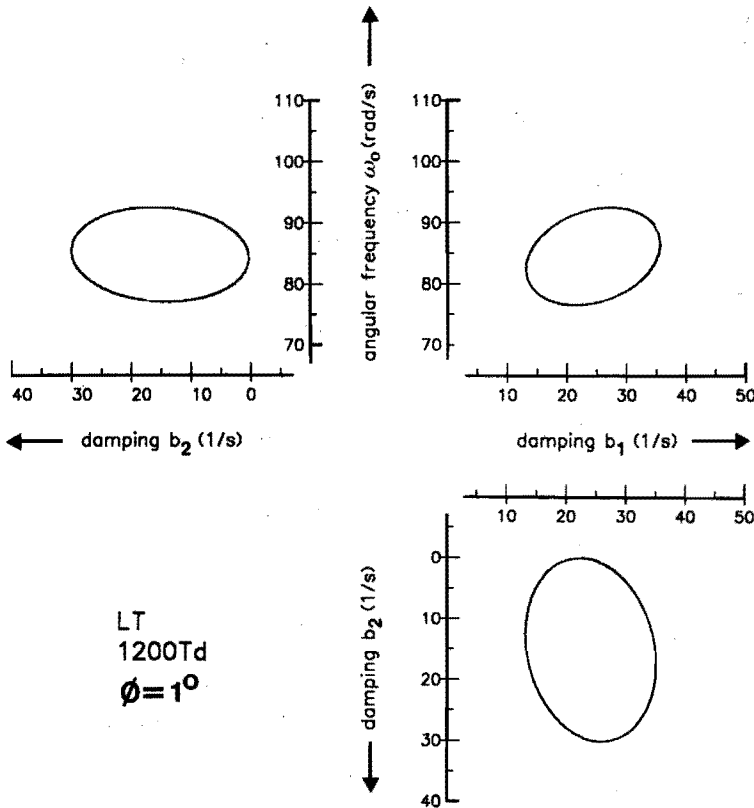 angular frequency ω₀ (rad/s)
110
100
90
80
70
40 30 20 10 0
damping b₂ (1/s)
110
100
90
80
70
10 20 30 40 50
damping b₁ (1/s)
10 20 30 40 50
damping b₂ (1/s)
0
10
20
30
40
LT
1200Td
Ø=1°